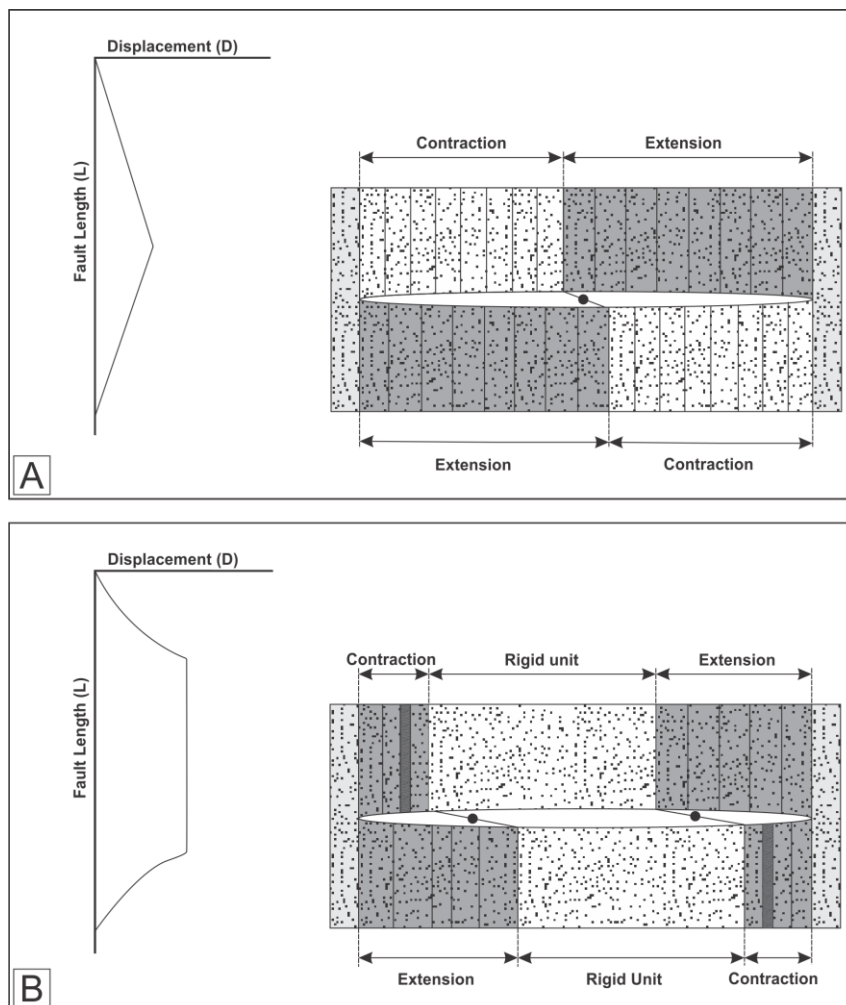 Displacement (D)
Fault Length (L)
Contraction
Extension
Extension
Contraction
A
Displacement (D)
Fault Length (L)
Contraction
Rigid unit
Extension
Extension
Rigid Unit
Contraction
B